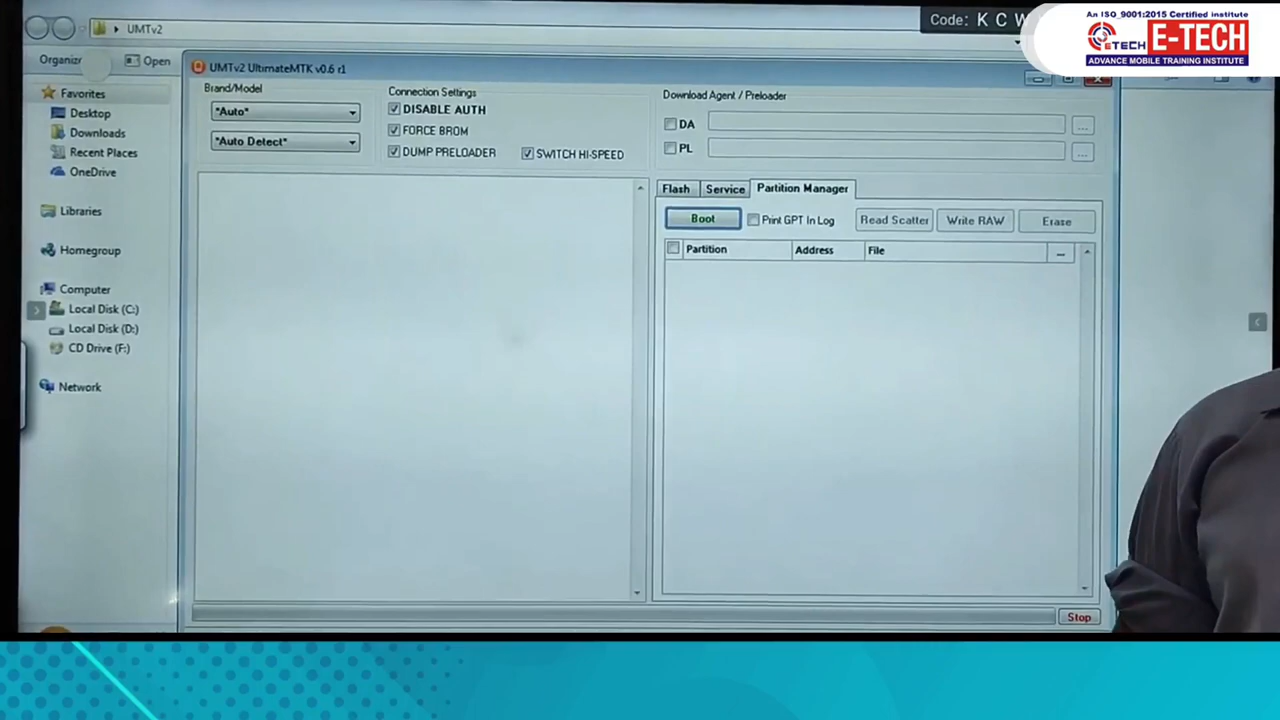 UMTv2
Code: K C W
An ISO_9001:2015 Certified institute
ETECH E-TECH
ADVANCE MOBILE TRAINING INSTITUTE
Open
UMTv2 UltimateMTK v0.6 r1
Favorites
Desktop
Downloads
Recent Places
OneDrive
Libraries
Homegroup
Computer
Local Disk (C:)
Local Disk (D:)
CD Drive (F:)
Network
Brand/Model
*Auto*
*Auto Detect*
Connection Settings
DISABLE AUTH
FORCE BROM
DUMP PRELOADER
SWITCH HI-SPEED
Download Agent / Preloader
DA ...
PL ...
Flash Service Partition Manager
Boot Print GPT In Log Read Scatter Write RAW Erase
Partition Address File ...
Stop